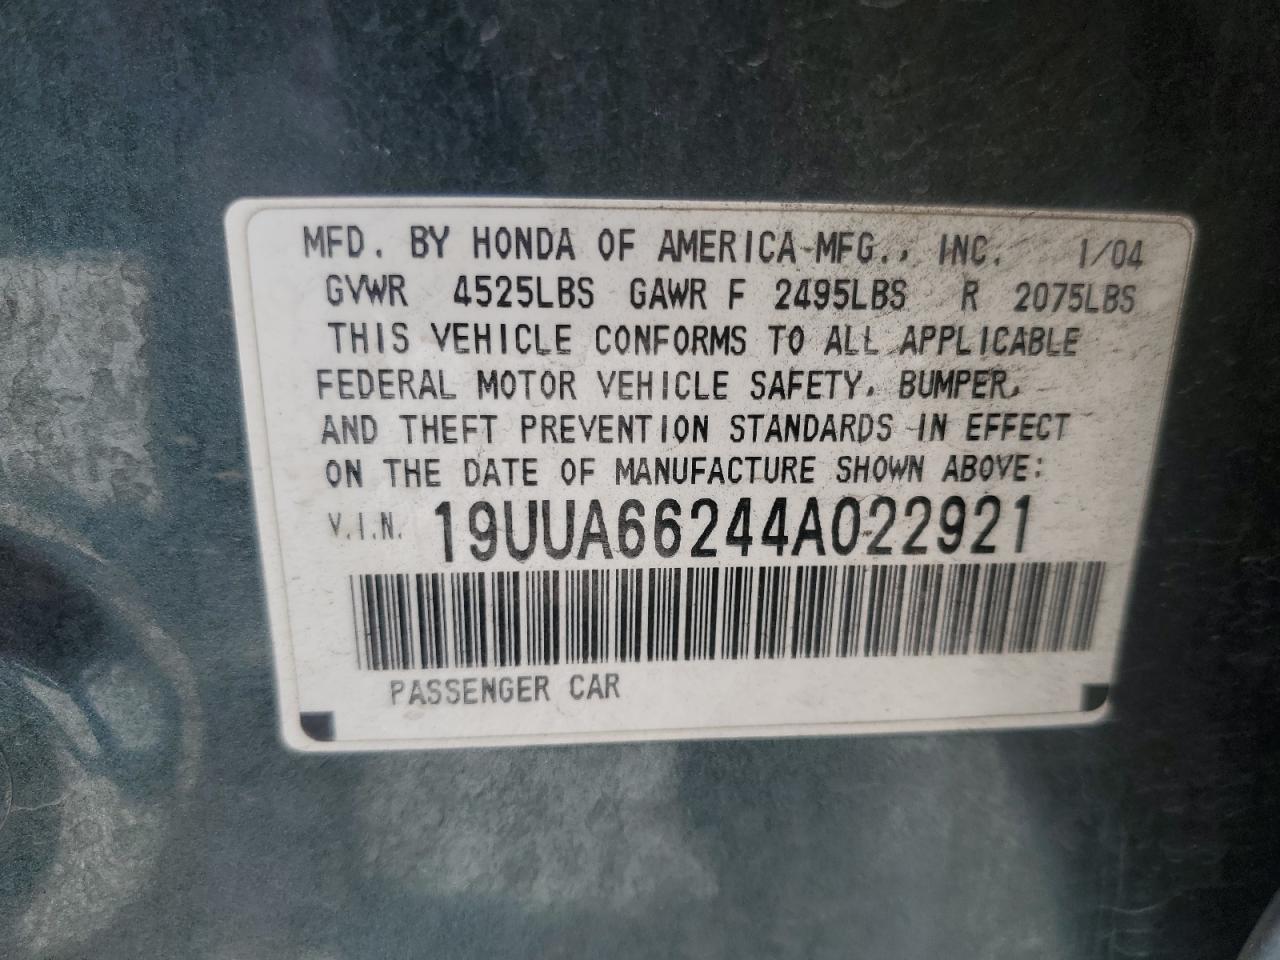 MFD. BY HONDA OF AMERICA MFG., INC. 1/04
GVWR 4525LBS GAWR F 2495LBS R 2075LBS
THIS VEHICLE CONFORMS TO ALL APPLICABLE
FEDERAL MOTOR VEHICLE SAFETY, BUMPER,
AND THEFT PREVENTION STANDARDS IN EFFECT
ON THE DATE OF MANUFACTURE SHOWN ABOVE:
V.I.N. 19UUA66244A022921
PASSENGER CAR